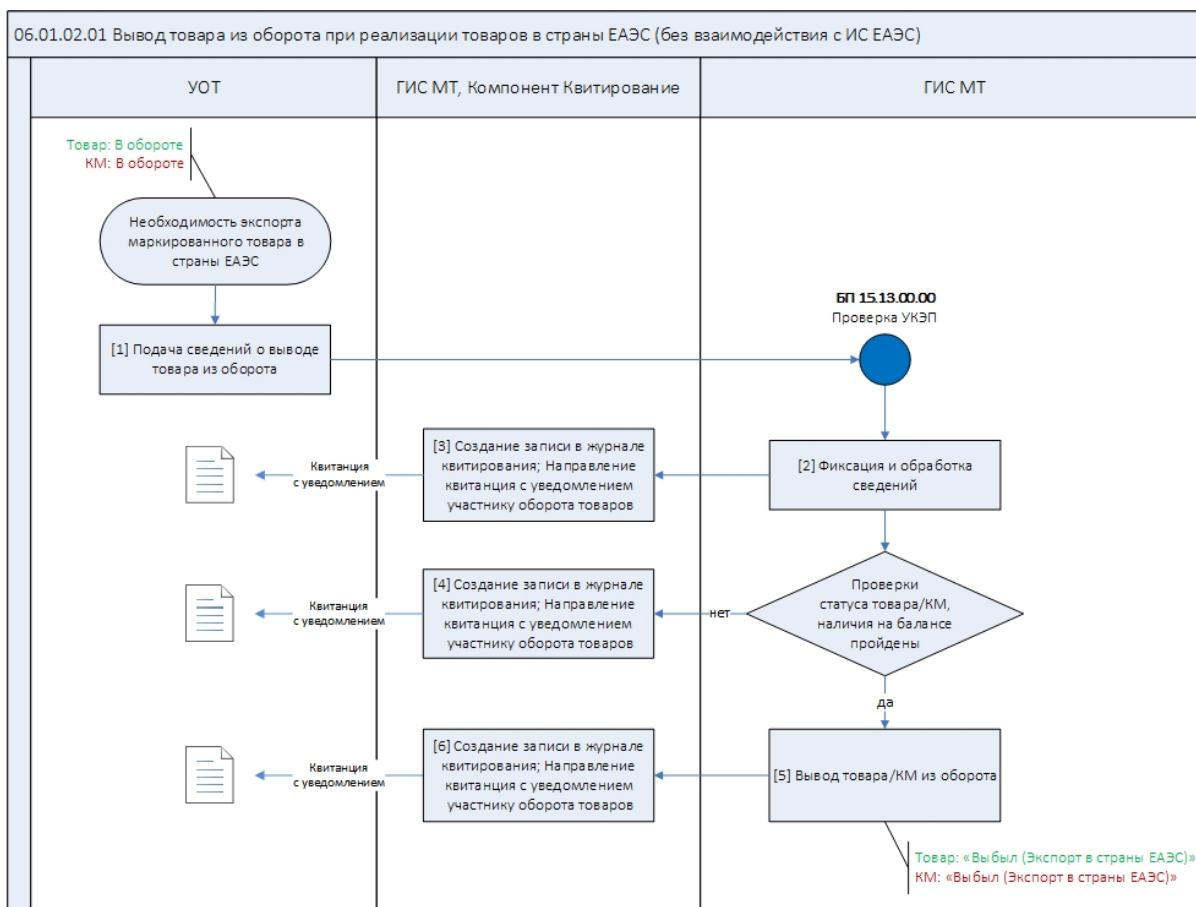 06.01.02.01 Вывод товара из оборота при реализации товаров в страны ЕАЭС (без взаимодействия с ИС ЕАЭС)
УОТ
ГИС МТ, Компонент Квитирование
ГИС МТ
Товар: В обороте
КМ: В обороте
Необходимость экспорта
маркированного товара в
страны ЕАЭС
БП 15.13.00.00
Проверка УКЭП
[1] Подача сведений о выводе
товара из оборота
Квитанция
с уведомлением
[3] Создание записи в журнале
квитирования; Направление
квитанция с уведомлением
участнику оборота товаров
[2] Фиксация и обработка
сведений
Квитанция
с уведомлением
[4] Создание записи в журнале
квитирования; Направление
квитанция с уведомлением
участнику оборота товаров
нет
Проверки
статуса товара/КМ,
наличия на балансе
пройдены
да
Квитанция
с уведомлением
[6] Создание записи в журнале
квитирования; Направление
квитанция с уведомлением
участнику оборота товаров
[5] Вывод товара/КМ из оборота
Товар: «Выбыл (Экспорт в страны ЕАЭС)»
КМ: «Выбыл (Экспорт в страны ЕАЭС)»